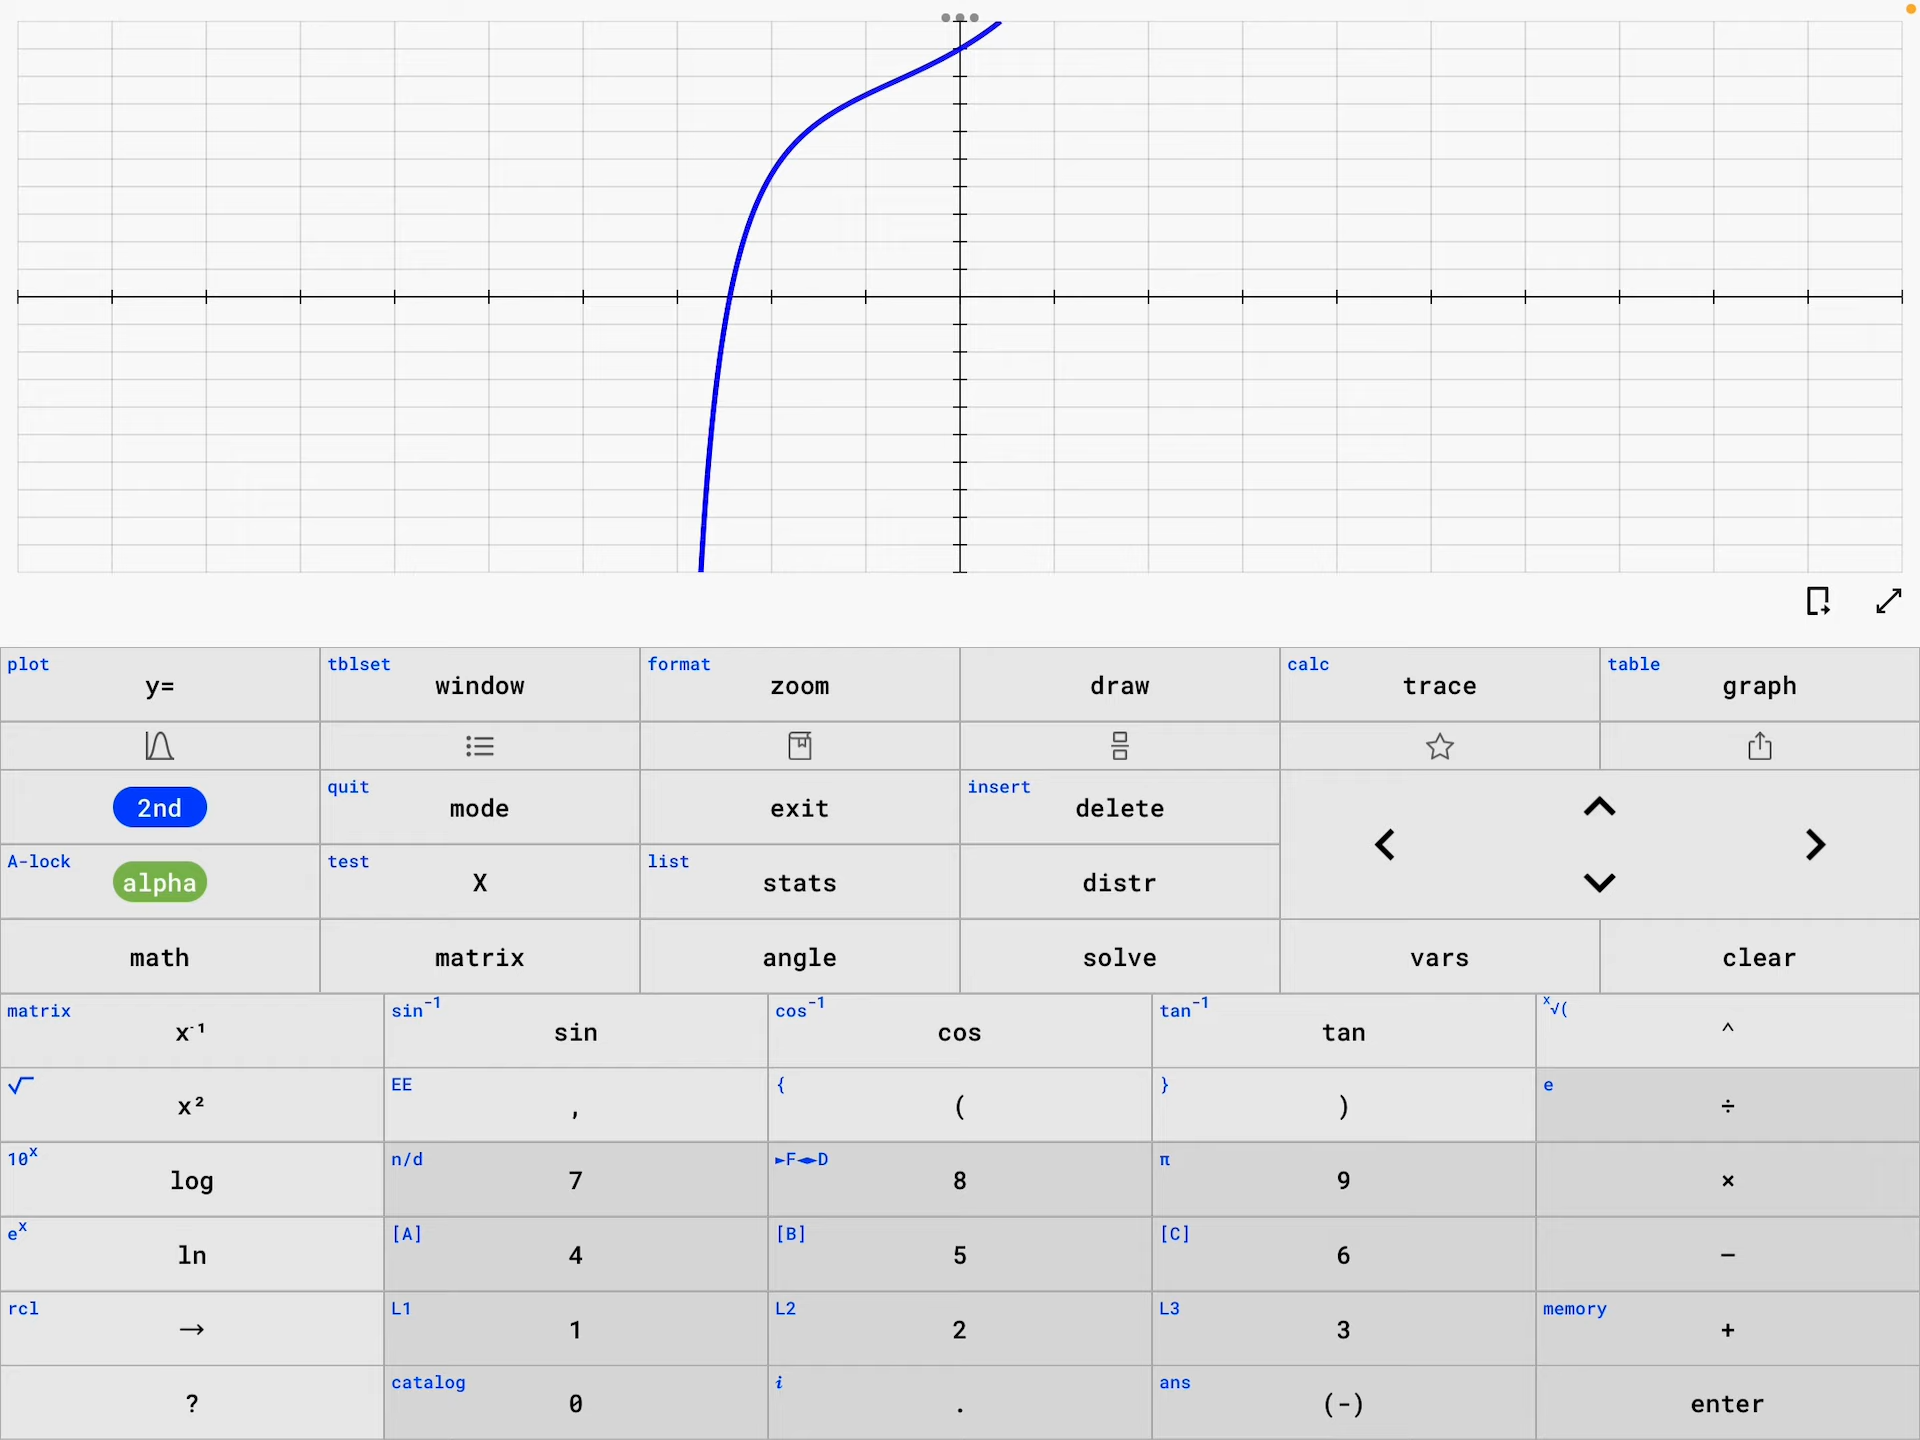 plot y= tblset window format zoom draw calc trace table graph
2nd quit mode exit insert delete
A-lock alpha test X list stats distr
math matrix angle solve vars clear
matrix x⁻¹ sin⁻¹ sin cos⁻¹ cos tan⁻¹ tan ˣ√( ^
√ x² EE , { ( } ) e ÷
10ˣ log n/d 7 ►F◄►D 8 π 9 ×
eˣ ln [A] 4 [B] 5 [C] 6 −
rcl → L1 1 L2 2 L3 3 memory +
? catalog 0 i . ans (-) enter